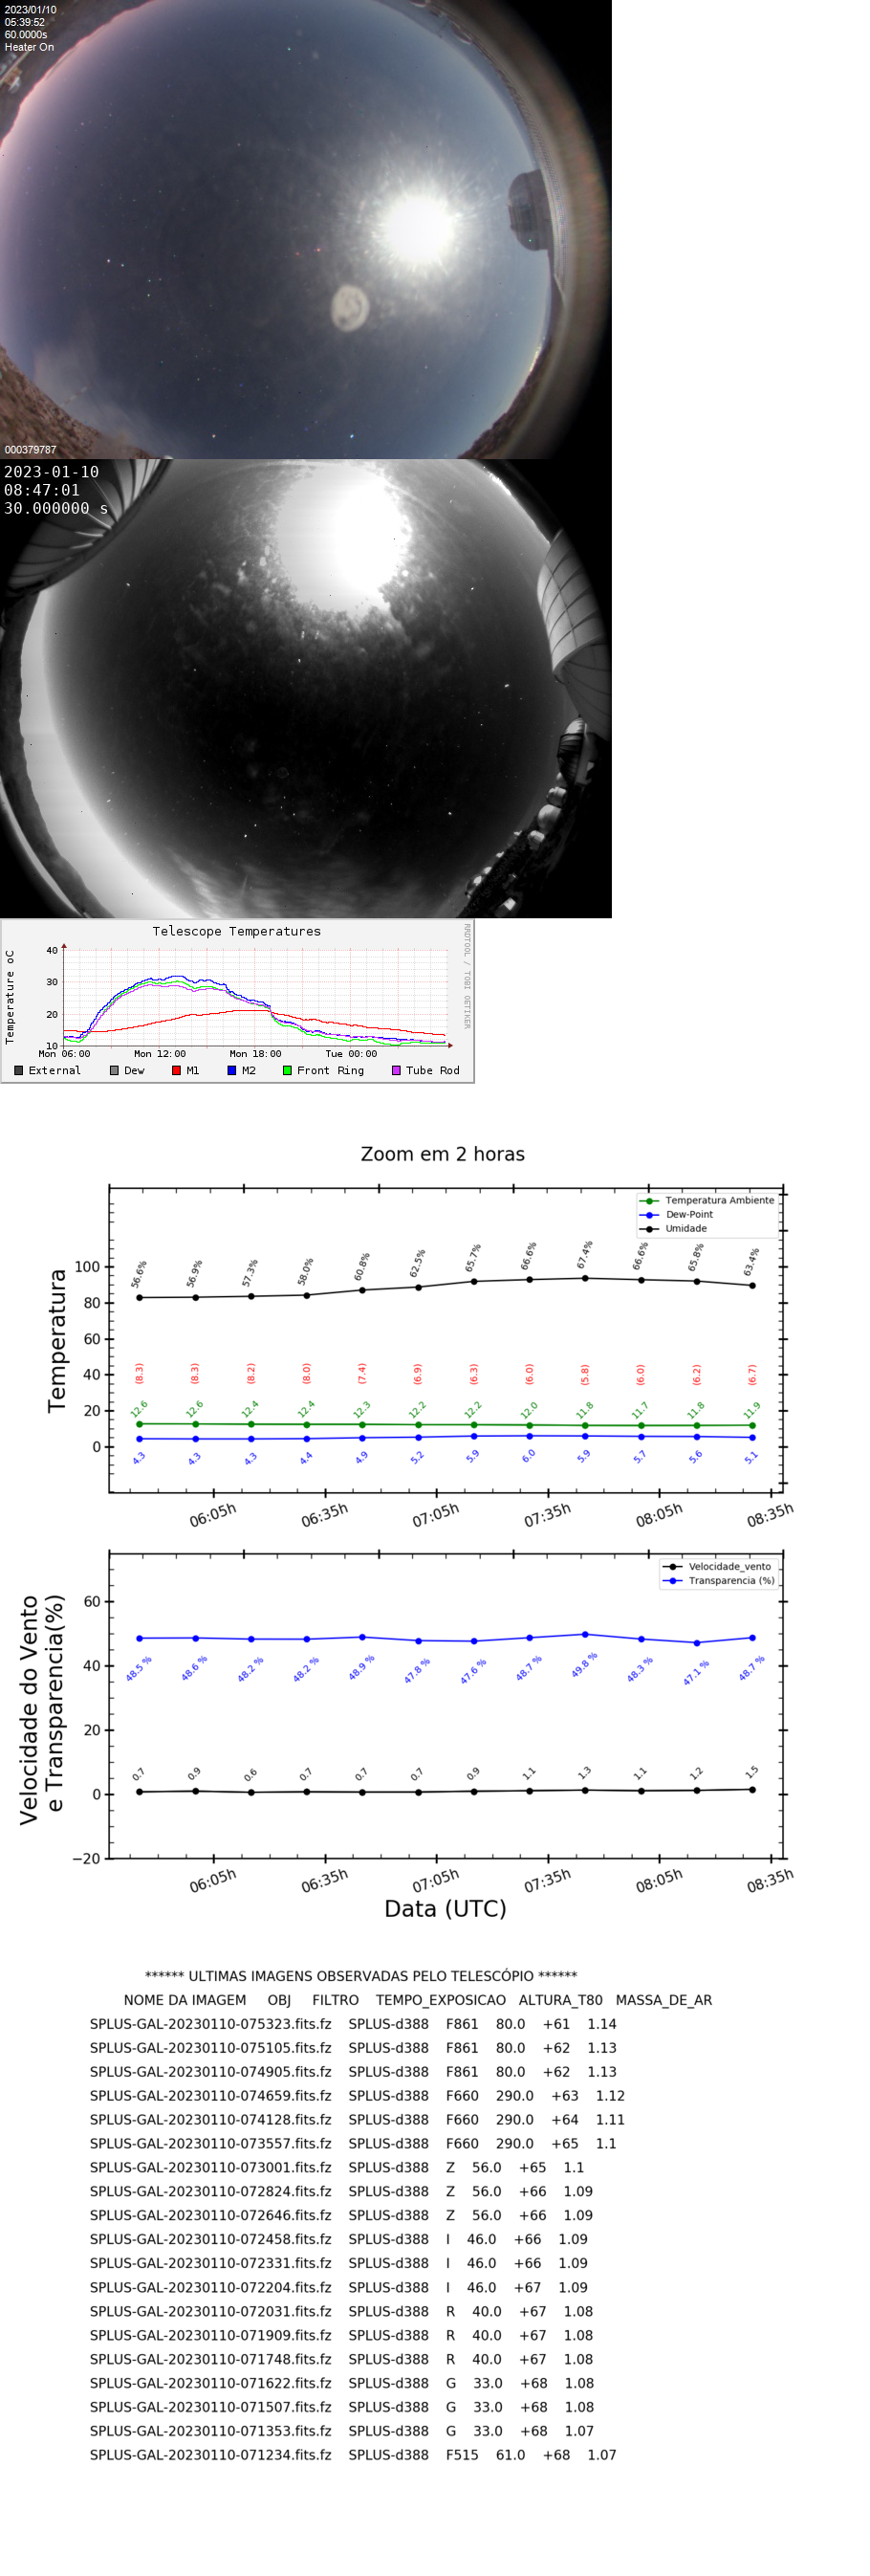 2023/01/10
05:39:52
60.0000s
Heater On
000379787
2023-01-10
08:47:01
30.000000 s
Telescope Temperatures
RRDTOOL / TOBI OETIKER
Temperature oC
40
30
20
10
Mon 06:00 Mon 12:00 Mon 18:00 Tue 00:00
External Dew M1 M2 Front Ring Tube Rod
Zoom em 2 horas
Temperatura Ambiente
Dew-Point
Umidade
Temperatura
100
80
60
40
20
0
56.6% 56.9% 57.3% 58.0% 60.8% 62.5% 65.7% 66.6% 67.4% 66.6% 65.8% 63.4%
(8.3) (8.3) (8.2) (8.0) (7.4) (6.9) (6.3) (6.0) (5.8) (6.0) (6.2) (6.7)
12.6 12.6 12.4 12.4 12.3 12.2 12.2 12.0 11.8 11.7 11.8 11.9
4.3 4.3 4.3 4.4 4.9 5.2 5.9 6.0 5.9 5.7 5.6 5.1
06:05h 06:35h 07:05h 07:35h 08:05h 08:35h
Velocidade_vento
Transparencia (%)
Velocidade do Vento
e Transparencia(%)
60
40
20
0
−20
48.5 % 48.6 % 48.2 % 48.2 % 48.9 % 47.8 % 47.6 % 48.7 % 49.8 % 48.3 % 47.1 % 48.7 %
0.7 0.9 0.6 0.7 0.7 0.7 0.9 1.1 1.3 1.1 1.2 1.5
06:05h 06:35h 07:05h 07:35h 08:05h 08:35h
Data (UTC)
****** ULTIMAS IMAGENS OBSERVADAS PELO TELESCÓPIO ******
NOME DA IMAGEM OBJ FILTRO TEMPO_EXPOSICAO ALTURA_T80 MASSA_DE_AR
SPLUS-GAL-20230110-075323.fits.fz SPLUS-d388 F861 80.0 +61 1.14
SPLUS-GAL-20230110-075105.fits.fz SPLUS-d388 F861 80.0 +62 1.13
SPLUS-GAL-20230110-074905.fits.fz SPLUS-d388 F861 80.0 +62 1.13
SPLUS-GAL-20230110-074659.fits.fz SPLUS-d388 F660 290.0 +63 1.12
SPLUS-GAL-20230110-074128.fits.fz SPLUS-d388 F660 290.0 +64 1.11
SPLUS-GAL-20230110-073557.fits.fz SPLUS-d388 F660 290.0 +65 1.1
SPLUS-GAL-20230110-073001.fits.fz SPLUS-d388 Z 56.0 +65 1.1
SPLUS-GAL-20230110-072824.fits.fz SPLUS-d388 Z 56.0 +66 1.09
SPLUS-GAL-20230110-072646.fits.fz SPLUS-d388 Z 56.0 +66 1.09
SPLUS-GAL-20230110-072458.fits.fz SPLUS-d388 I 46.0 +66 1.09
SPLUS-GAL-20230110-072331.fits.fz SPLUS-d388 I 46.0 +66 1.09
SPLUS-GAL-20230110-072204.fits.fz SPLUS-d388 I 46.0 +67 1.09
SPLUS-GAL-20230110-072031.fits.fz SPLUS-d388 R 40.0 +67 1.08
SPLUS-GAL-20230110-071909.fits.fz SPLUS-d388 R 40.0 +67 1.08
SPLUS-GAL-20230110-071748.fits.fz SPLUS-d388 R 40.0 +67 1.08
SPLUS-GAL-20230110-071622.fits.fz SPLUS-d388 G 33.0 +68 1.08
SPLUS-GAL-20230110-071507.fits.fz SPLUS-d388 G 33.0 +68 1.08
SPLUS-GAL-20230110-071353.fits.fz SPLUS-d388 G 33.0 +68 1.07
SPLUS-GAL-20230110-071234.fits.fz SPLUS-d388 F515 61.0 +68 1.07